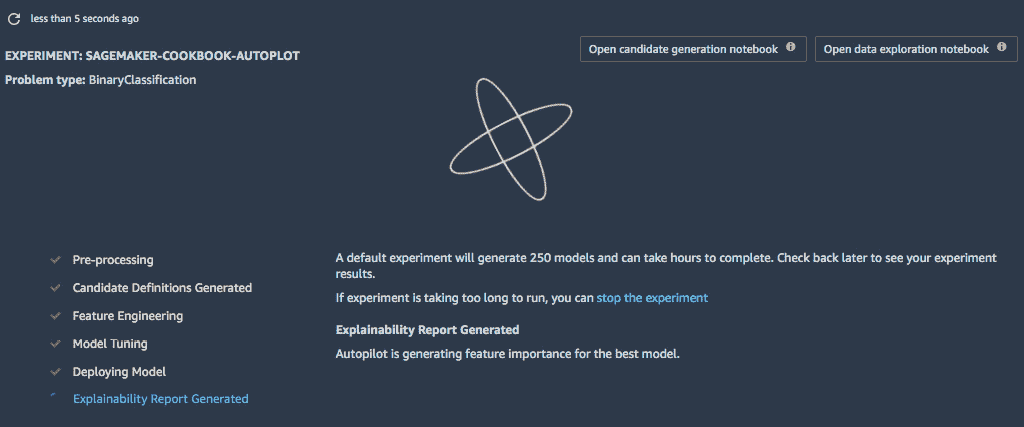 less than 5 seconds ago
EXPERIMENT: SAGEMAKER-COOKBOOK-AUTOPLOT
Open candidate generation notebook
Open data exploration notebook
Problem type: BinaryClassification
Pre-processing
Candidate Definitions Generated
Feature Engineering
Model Tuning
Deploying Model
Explainability Report Generated
A default experiment will generate 250 models and can take hours to complete. Check back later to see your experiment
results.
If experiment is taking too long to run, you can stop the experiment
Explainability Report Generated
Autopilot is generating feature importance for the best model.